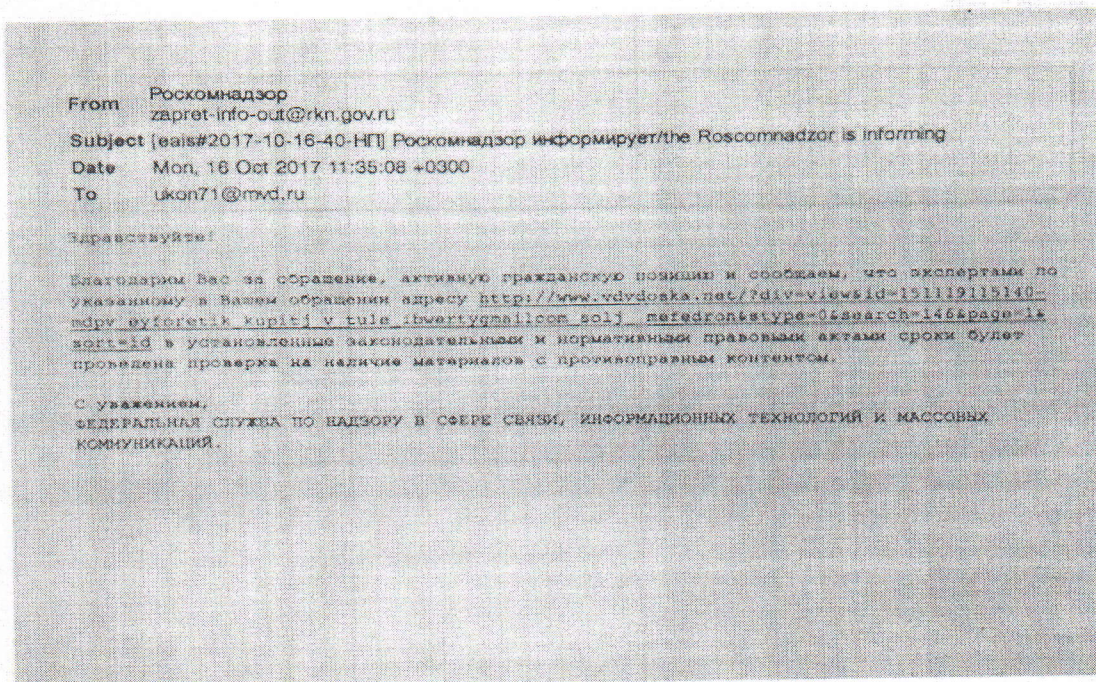 From Роскомнадзор
zapret-info-out@rkn.gov.ru
Subject [eais#2017-10-16-40-НП] Роскомнадзор информирует/the Roscomnadzor is informing
Date Mon, 16 Oct 2017 11:35:08 +0300
To ukon71@mvd.ru
Здравствуйте!
Благодарим Вас за обращение, активную гражданскую позицию и сообщаем, что экспертами по
указанному в Вашем обращении адресу http://www.vdvdoska.net/?div=view&id=151119115140-
mdpv_eyforetik_kupitj_v_tule_ibwertygmailcom_solj__mefedron&stype=0&search=146&page=1&
sort=id в установленные законодательными и нормативными правовыми актами сроки будет
проведена проверка на наличие материалов с противоправным контентом.
С уважением,
ФЕДЕРАЛЬНАЯ СЛУЖБА ПО НАДЗОРУ В СФЕРЕ СВЯЗИ, ИНФОРМАЦИОННЫХ ТЕХНОЛОГИЙ И МАССОВЫХ
КОММУНИКАЦИЙ.